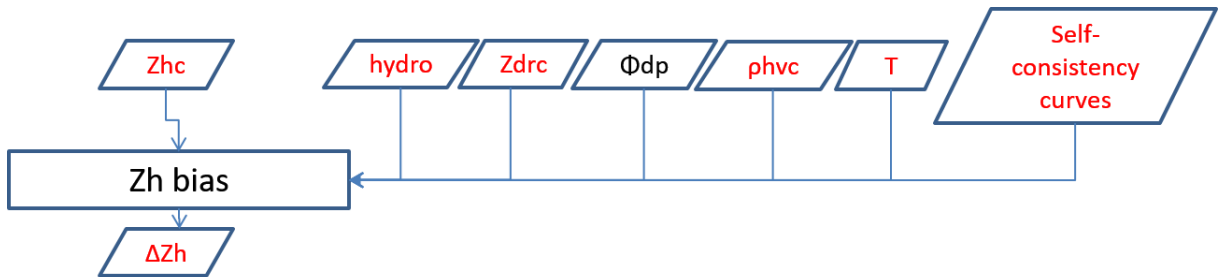 Zhc
hydro
Zdrc
Φdp
ρhvc
T
Self-
consistency
curves
Zh bias
ΔZh